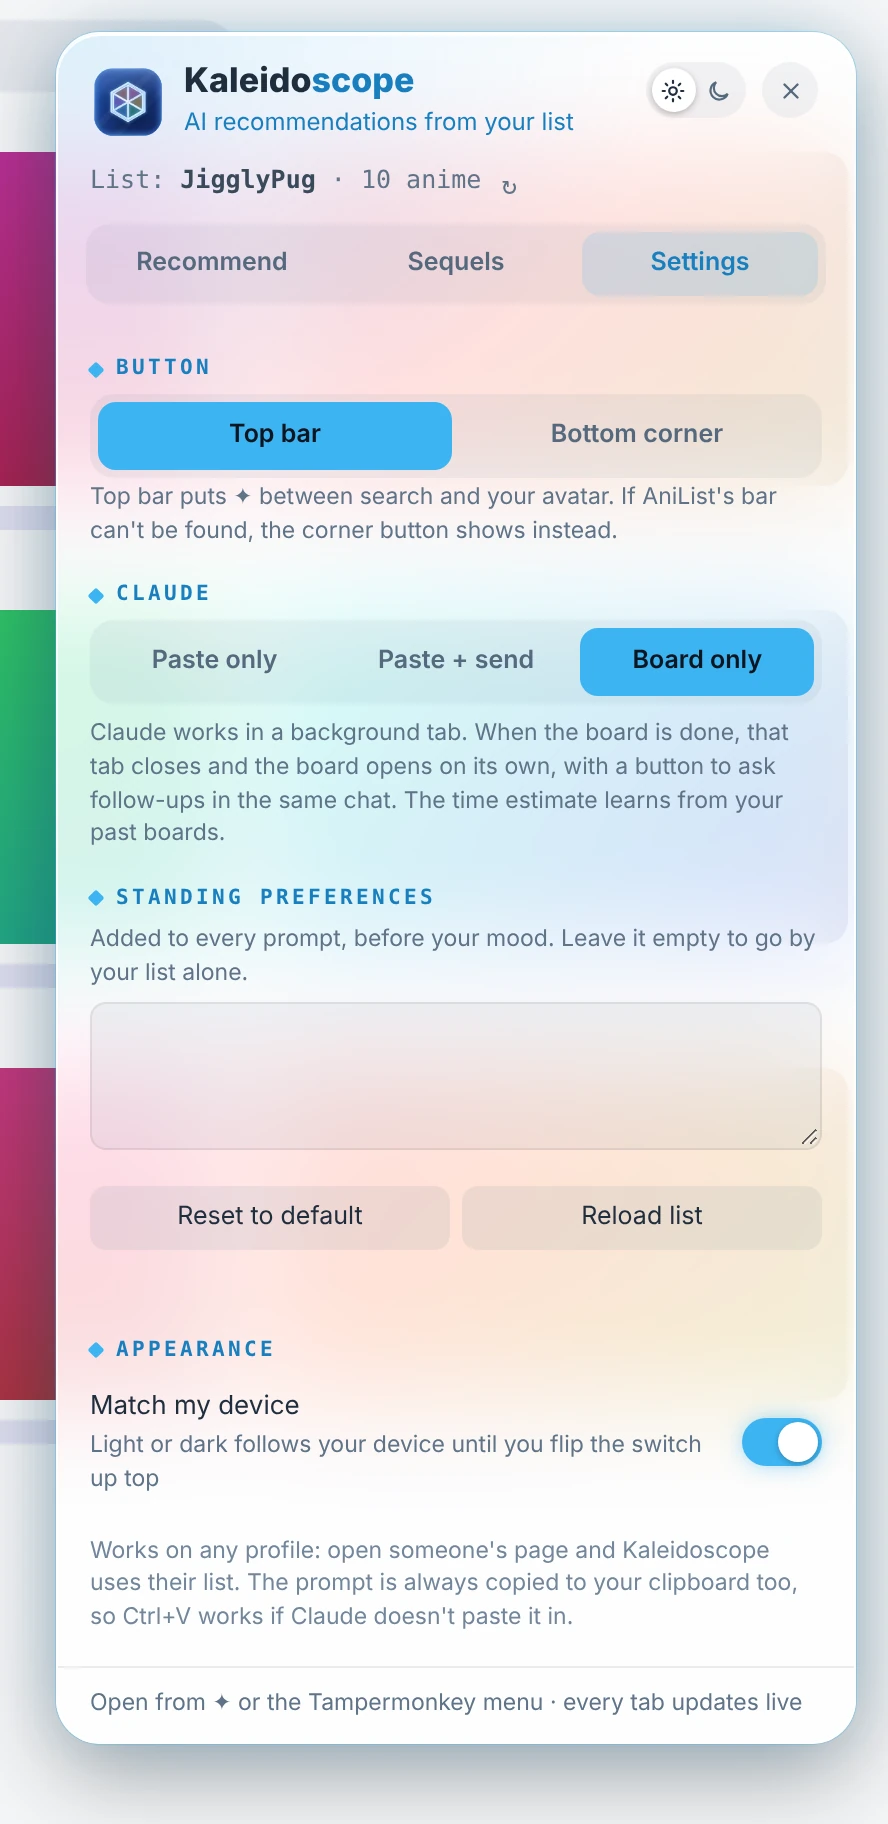 Kaleidoscope
AI recommendations from your list
List: JigglyPug · 10 anime ↻
Recommend Sequels Settings
BUTTON
Top bar Bottom corner
Top bar puts ✦ between search and your avatar. If AniList's bar
can't be found, the corner button shows instead.
CLAUDE
Paste only Paste + send Board only
Claude works in a background tab. When the board is done, that
tab closes and the board opens on its own, with a button to ask
follow-ups in the same chat. The time estimate learns from your
past boards.
STANDING PREFERENCES
Added to every prompt, before your mood. Leave it empty to go by
your list alone.
Reset to default Reload list
APPEARANCE
Match my device
Light or dark follows your device until you flip the switch
up top
Works on any profile: open someone's page and Kaleidoscope
uses their list. The prompt is always copied to your clipboard too,
so Ctrl+V works if Claude doesn't paste it in.
Open from ✦ or the Tampermonkey menu · every tab updates live